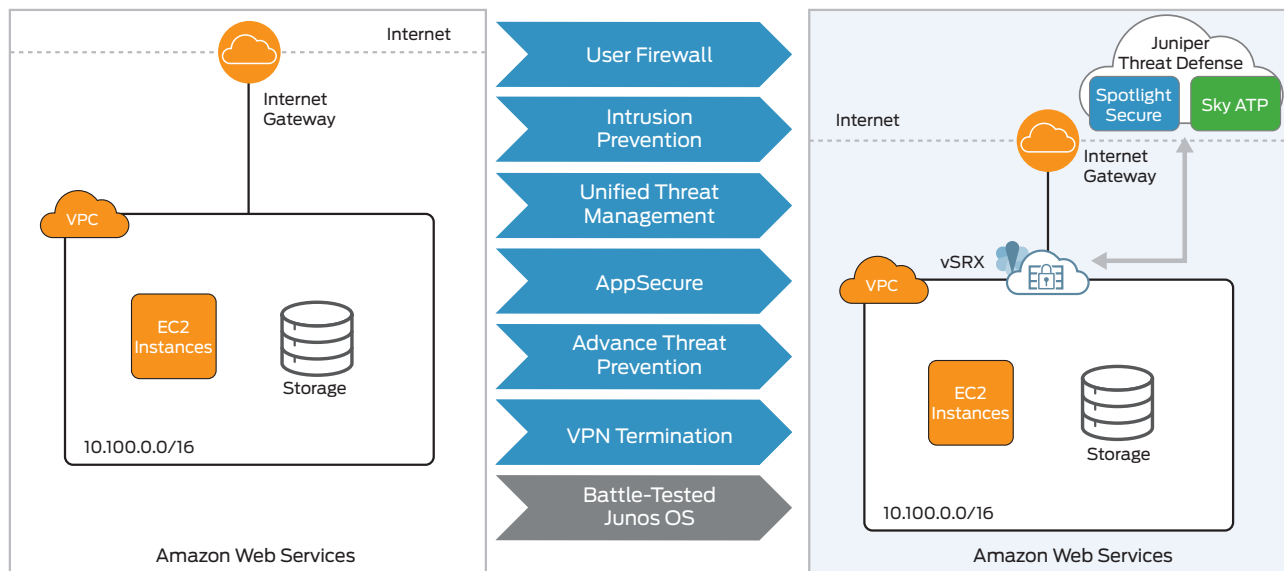 Internet
Internet
Gateway
VPC
EC2
Instances
Storage
10.100.0.0/16
Amazon Web Services
User Firewall
Intrusion
Prevention
Unified Threat
Management
AppSecure
Advance Threat
Prevention
VPN Termination
Battle-Tested
Junos OS
Juniper
Threat Defense
Spotlight
Secure
Sky ATP
Internet
Internet
Gateway
vSRX
VPC
EC2
Instances
Storage
10.100.0.0/16
Amazon Web Services